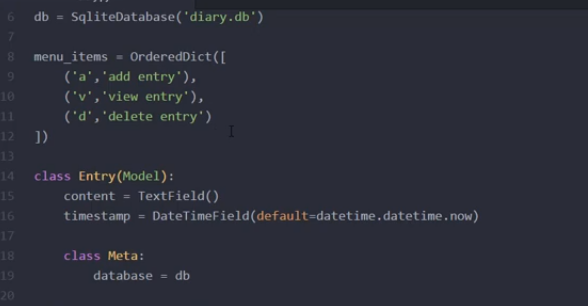 6 db = SqliteDatabase('diary.db')
7
8 menu_items = OrderedDict([
9     ('a','add entry'),
10     ('v','view entry'),
11     ('d','delete entry')
12 ])
13
14 class Entry(Model):
15     content = TextField()
16     timestamp = DateTimeField(default=datetime.datetime.now)
17
18     class Meta:
19         database = db
20